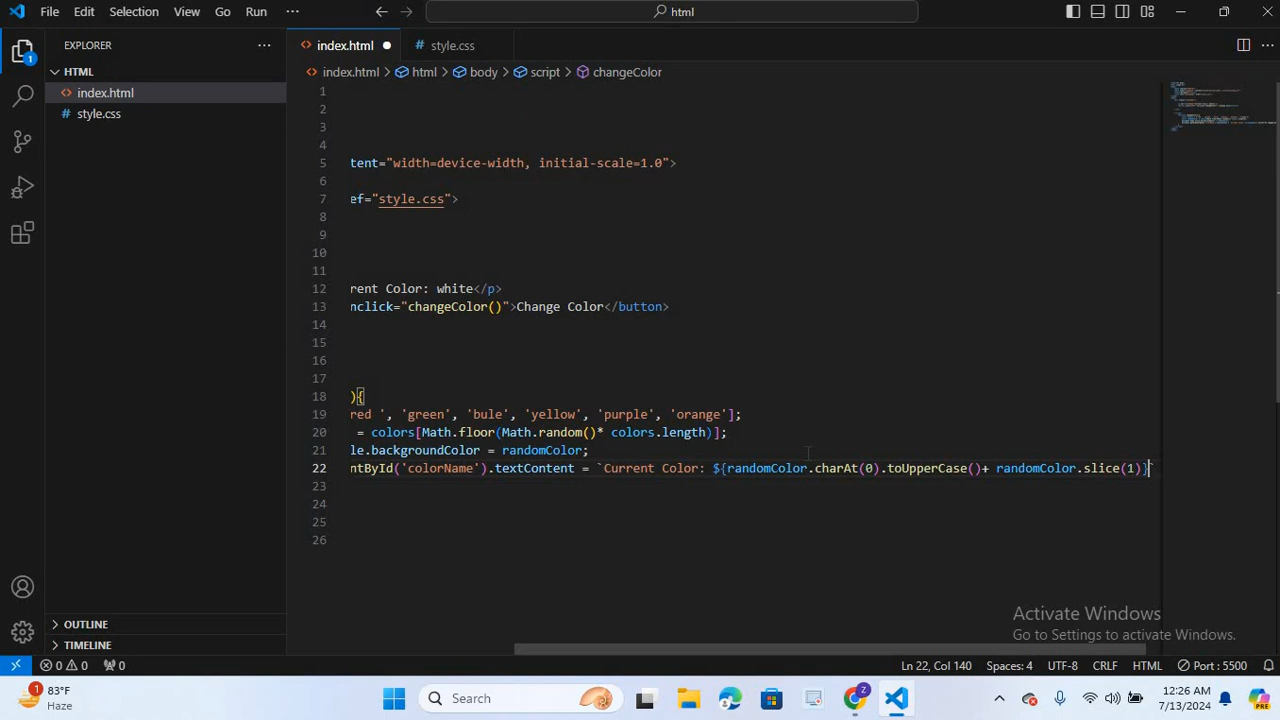 File Edit Selection View Go Run ···
html
EXPLORER ···
index.html
style.css
HTML
index.html
style.css
index.html > html > body > script > changeColor
1
2
3
4
5 tent="width=device-width, initial-scale=1.0">
6
7 ef="style.css">
8
9
10
11
12 rent Color: white</p>
13 nclick="changeColor()">Change Color</button>
14
15
16
17
18 ){
19 red ', 'green', 'bule', 'yellow', 'purple', 'orange'];
20 = colors[Math.floor(Math.random()* colors.length)];
21 le.backgroundColor = randomColor;
22 ntById('colorName').textContent = `Current Color: ${randomColor.charAt(0).toUpperCase()+ randomColor.slice(1)}`
23
24
25
26
Activate Windows
Go to Settings to activate Windows.
OUTLINE
TIMELINE
0 0 0
Ln 22, Col 140 Spaces: 4 UTF-8 CRLF HTML Port : 5500
1
83°F
Haze
Search
12:26 AM
7/13/2024